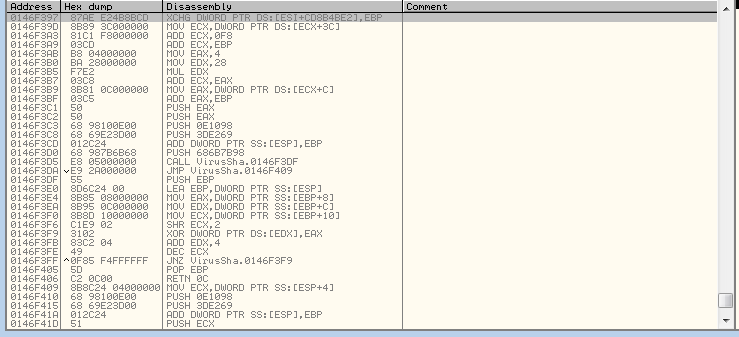 Address Hex dump Disassembly Comment
0146F397 87AE E24B8BCD XCHG DWORD PTR DS:[ESI+CD8B4BE2],EBP
0146F39D 8B89 3C000000 MOV ECX,DWORD PTR DS:[ECX+3C]
0146F3A3 81C1 F8000000 ADD ECX,0F8
0146F3A9 03CD ADD ECX,EBP
0146F3AB B8 04000000 MOV EAX,4
0146F3B0 BA 28000000 MOV EDX,28
0146F3B5 F7E2 MUL EDX
0146F3B7 03C8 ADD ECX,EAX
0146F3B9 8B81 0C000000 MOV EAX,DWORD PTR DS:[ECX+C]
0146F3BF 03C5 ADD EAX,EBP
0146F3C1 50 PUSH EAX
0146F3C2 50 PUSH EAX
0146F3C3 68 98100E00 PUSH 0E1098
0146F3C8 68 69E23D00 PUSH 3DE269
0146F3CD 012C24 ADD DWORD PTR SS:[ESP],EBP
0146F3D0 68 987B6B68 PUSH 686B7B98
0146F3D5 E8 05000000 CALL VirusSha.0146F3DF
0146F3DA E9 2A000000 JMP VirusSha.0146F409
0146F3DF 55 PUSH EBP
0146F3E0 8D6C24 00 LEA EBP,DWORD PTR SS:[ESP]
0146F3E4 8B85 08000000 MOV EAX,DWORD PTR SS:[EBP+8]
0146F3EA 8B95 0C000000 MOV EDX,DWORD PTR SS:[EBP+C]
0146F3F0 8B8D 10000000 MOV ECX,DWORD PTR SS:[EBP+10]
0146F3F6 C1E9 02 SHR ECX,2
0146F3F9 3102 XOR DWORD PTR DS:[EDX],EAX
0146F3FB 83C2 04 ADD EDX,4
0146F3FE 49 DEC ECX
0146F3FF ^0F85 F4FFFFFF JNZ VirusSha.0146F3F9
0146F405 5D POP EBP
0146F406 C2 0C00 RETN 0C
0146F409 8B8C24 04000000 MOV ECX,DWORD PTR SS:[ESP+4]
0146F410 68 98100E00 PUSH 0E1098
0146F415 68 69E23D00 PUSH 3DE269
0146F41A 012C24 ADD DWORD PTR SS:[ESP],EBP
0146F41D 51 PUSH ECX